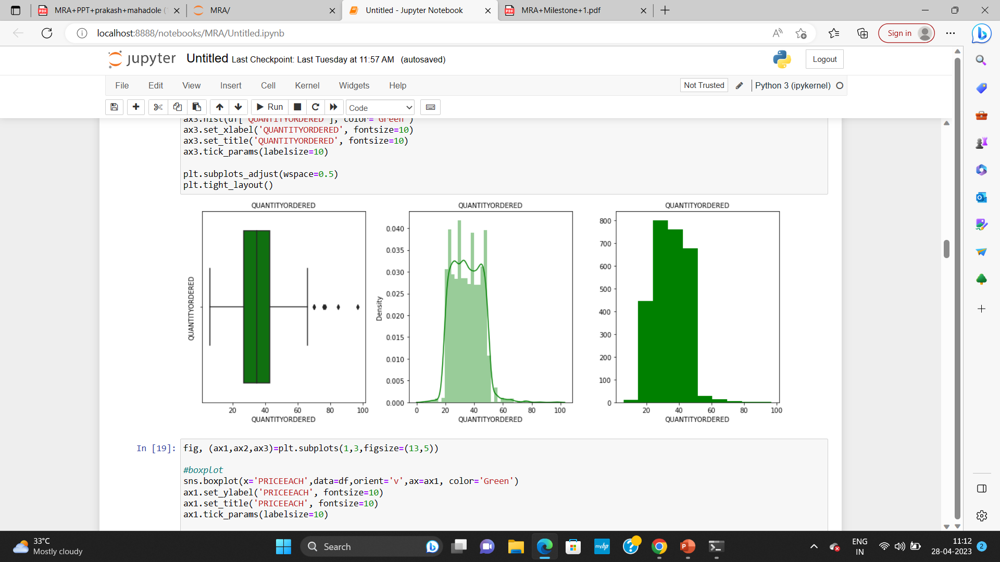 MRA+PPT+prakash+mahadole (
MRA/
Untitled - Jupyter Notebook
MRA+Milestone+1.pdf
localhost:8888/notebooks/MRA/Untitled.ipynb
Sign in
jupyter Untitled Last Checkpoint: Last Tuesday at 11:57 AM (autosaved)
Logout
File Edit View Insert Cell Kernel Widgets Help
Not Trusted
Python 3 (ipykernel)
Run
Code
ax3.hist(df['QUANTITYORDERED'], color='Green')
ax3.set_xlabel('QUANTITYORDERED', fontsize=10)
ax3.set_title('QUANTITYORDERED', fontsize=10)
ax3.tick_params(labelsize=10)
plt.subplots_adjust(wspace=0.5)
plt.tight_layout()
QUANTITYORDERED
QUANTITYORDERED
20 40 60 80 100
QUANTITYORDERED
QUANTITYORDERED
Density
0.040
0.035
0.030
0.025
0.020
0.015
0.010
0.005
0.000
0 20 40 60 80 100
QUANTITYORDERED
QUANTITYORDERED
800
700
600
500
400
300
200
100
0
20 40 60 80 100
QUANTITYORDERED
In [19]:
fig, (ax1,ax2,ax3)=plt.subplots(1,3,figsize=(13,5))
#boxplot
sns.boxplot(x='PRICEEACH',data=df,orient='v',ax=ax1, color='Green')
ax1.set_ylabel('PRICEEACH', fontsize=10)
ax1.set_title('PRICEEACH', fontsize=10)
ax1.tick_params(labelsize=10)
33°C
Mostly cloudy
Search
myhp
ENG
IN
11:12
28-04-2023
2